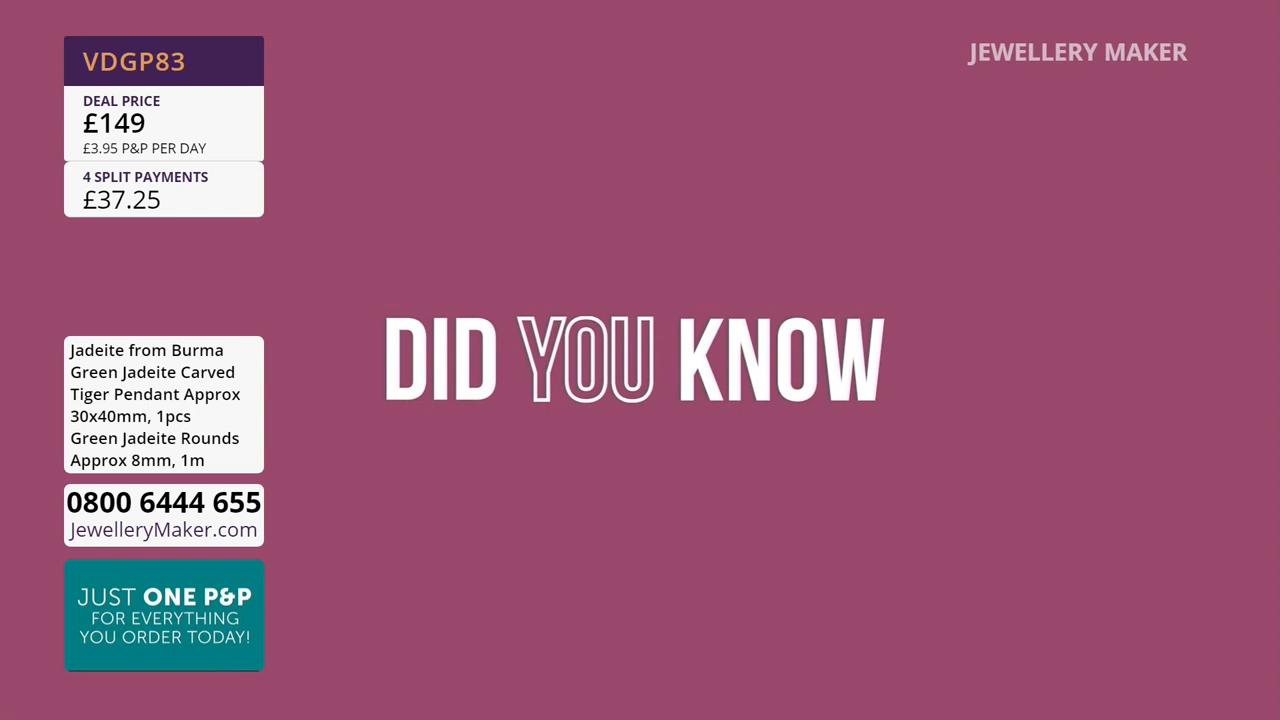 VDGP83
DEAL PRICE
£149
£3.95 P&P PER DAY
4 SPLIT PAYMENTS
£37.25
JEWELLERY MAKER
DID YOU KNOW
Jadeite from Burma
Green Jadeite Carved
Tiger Pendant Approx
30x40mm, 1pcs
Green Jadeite Rounds
Approx 8mm, 1m
0800 6444 655
JewelleryMaker.com
JUST ONE P&P
FOR EVERYTHING
YOU ORDER TODAY!